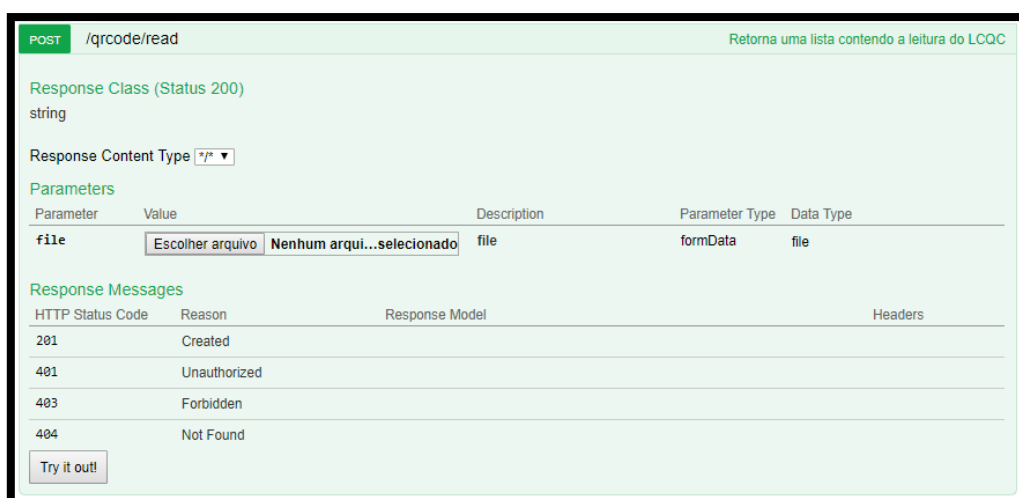 POST /qrcode/read Retorna uma lista contendo a leitura do LCQC
Response Class (Status 200)
string
Response Content Type */*
Parameters
Parameter Value Description Parameter Type Data Type
file Escolher arquivo Nenhum arqui...selecionado file formData file
Response Messages
HTTP Status Code Reason Response Model Headers
201 Created
401 Unauthorized
403 Forbidden
404 Not Found
Try it out!